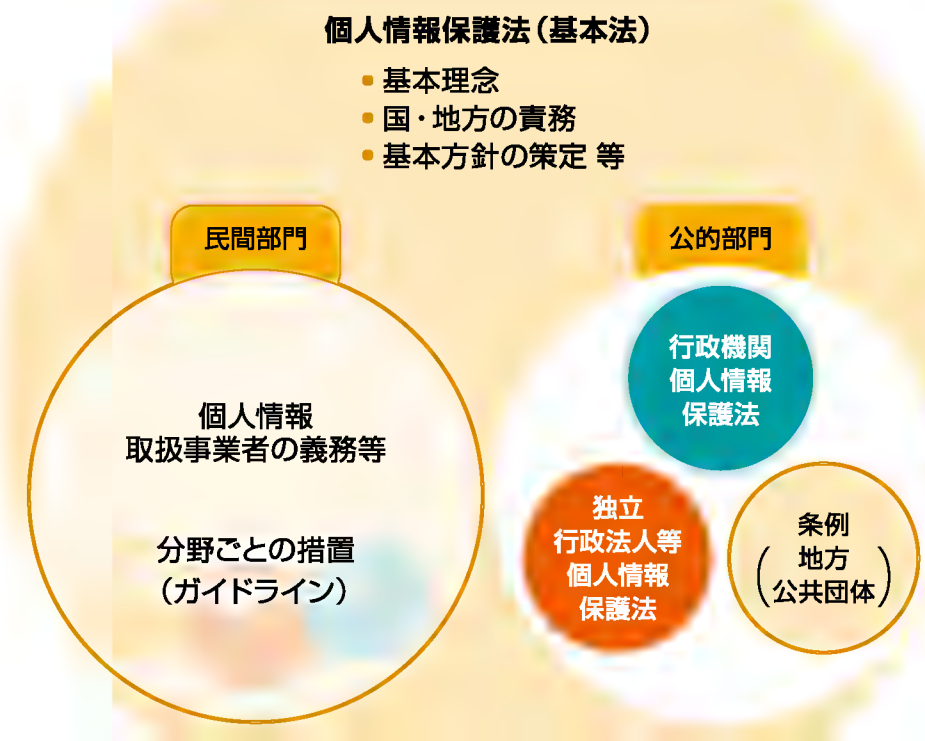 個人情報保護法(基本法)
• 基本理念
• 国・地方の責務
• 基本方針の策定 等
民間部門
個人情報
取扱事業者の義務等
分野ごとの措置
(ガイドライン)
公的部門
行政機関
個人情報
保護法
独立
行政法人等
個人情報
保護法
条例
(地方
公共団体)